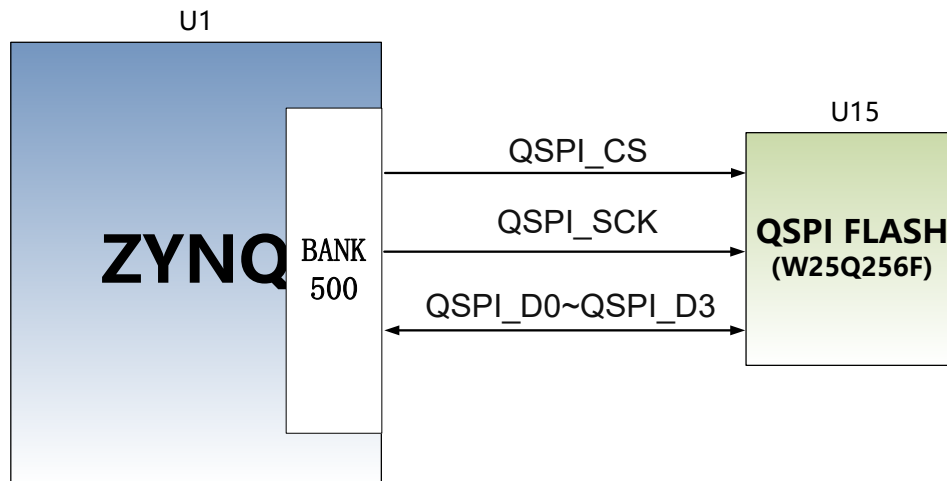 U1
U15
QSPI_CS
QSPI_SCK
ZYNQ
BANK
500
QSPI FLASH
(W25Q256F)
QSPI_D0~QSPI_D3